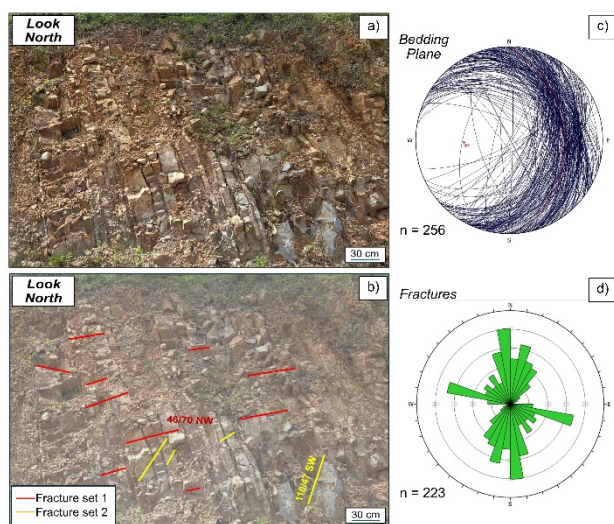 Look
North
a)
30 cm
Look
North
b)
46/70 NW
110/47 SW
Fracture set 1
Fracture set 2
30 cm
c)
Bedding
Plane
N
W
E
S
n = 256
d)
Fractures
N
W
E
S
n = 223